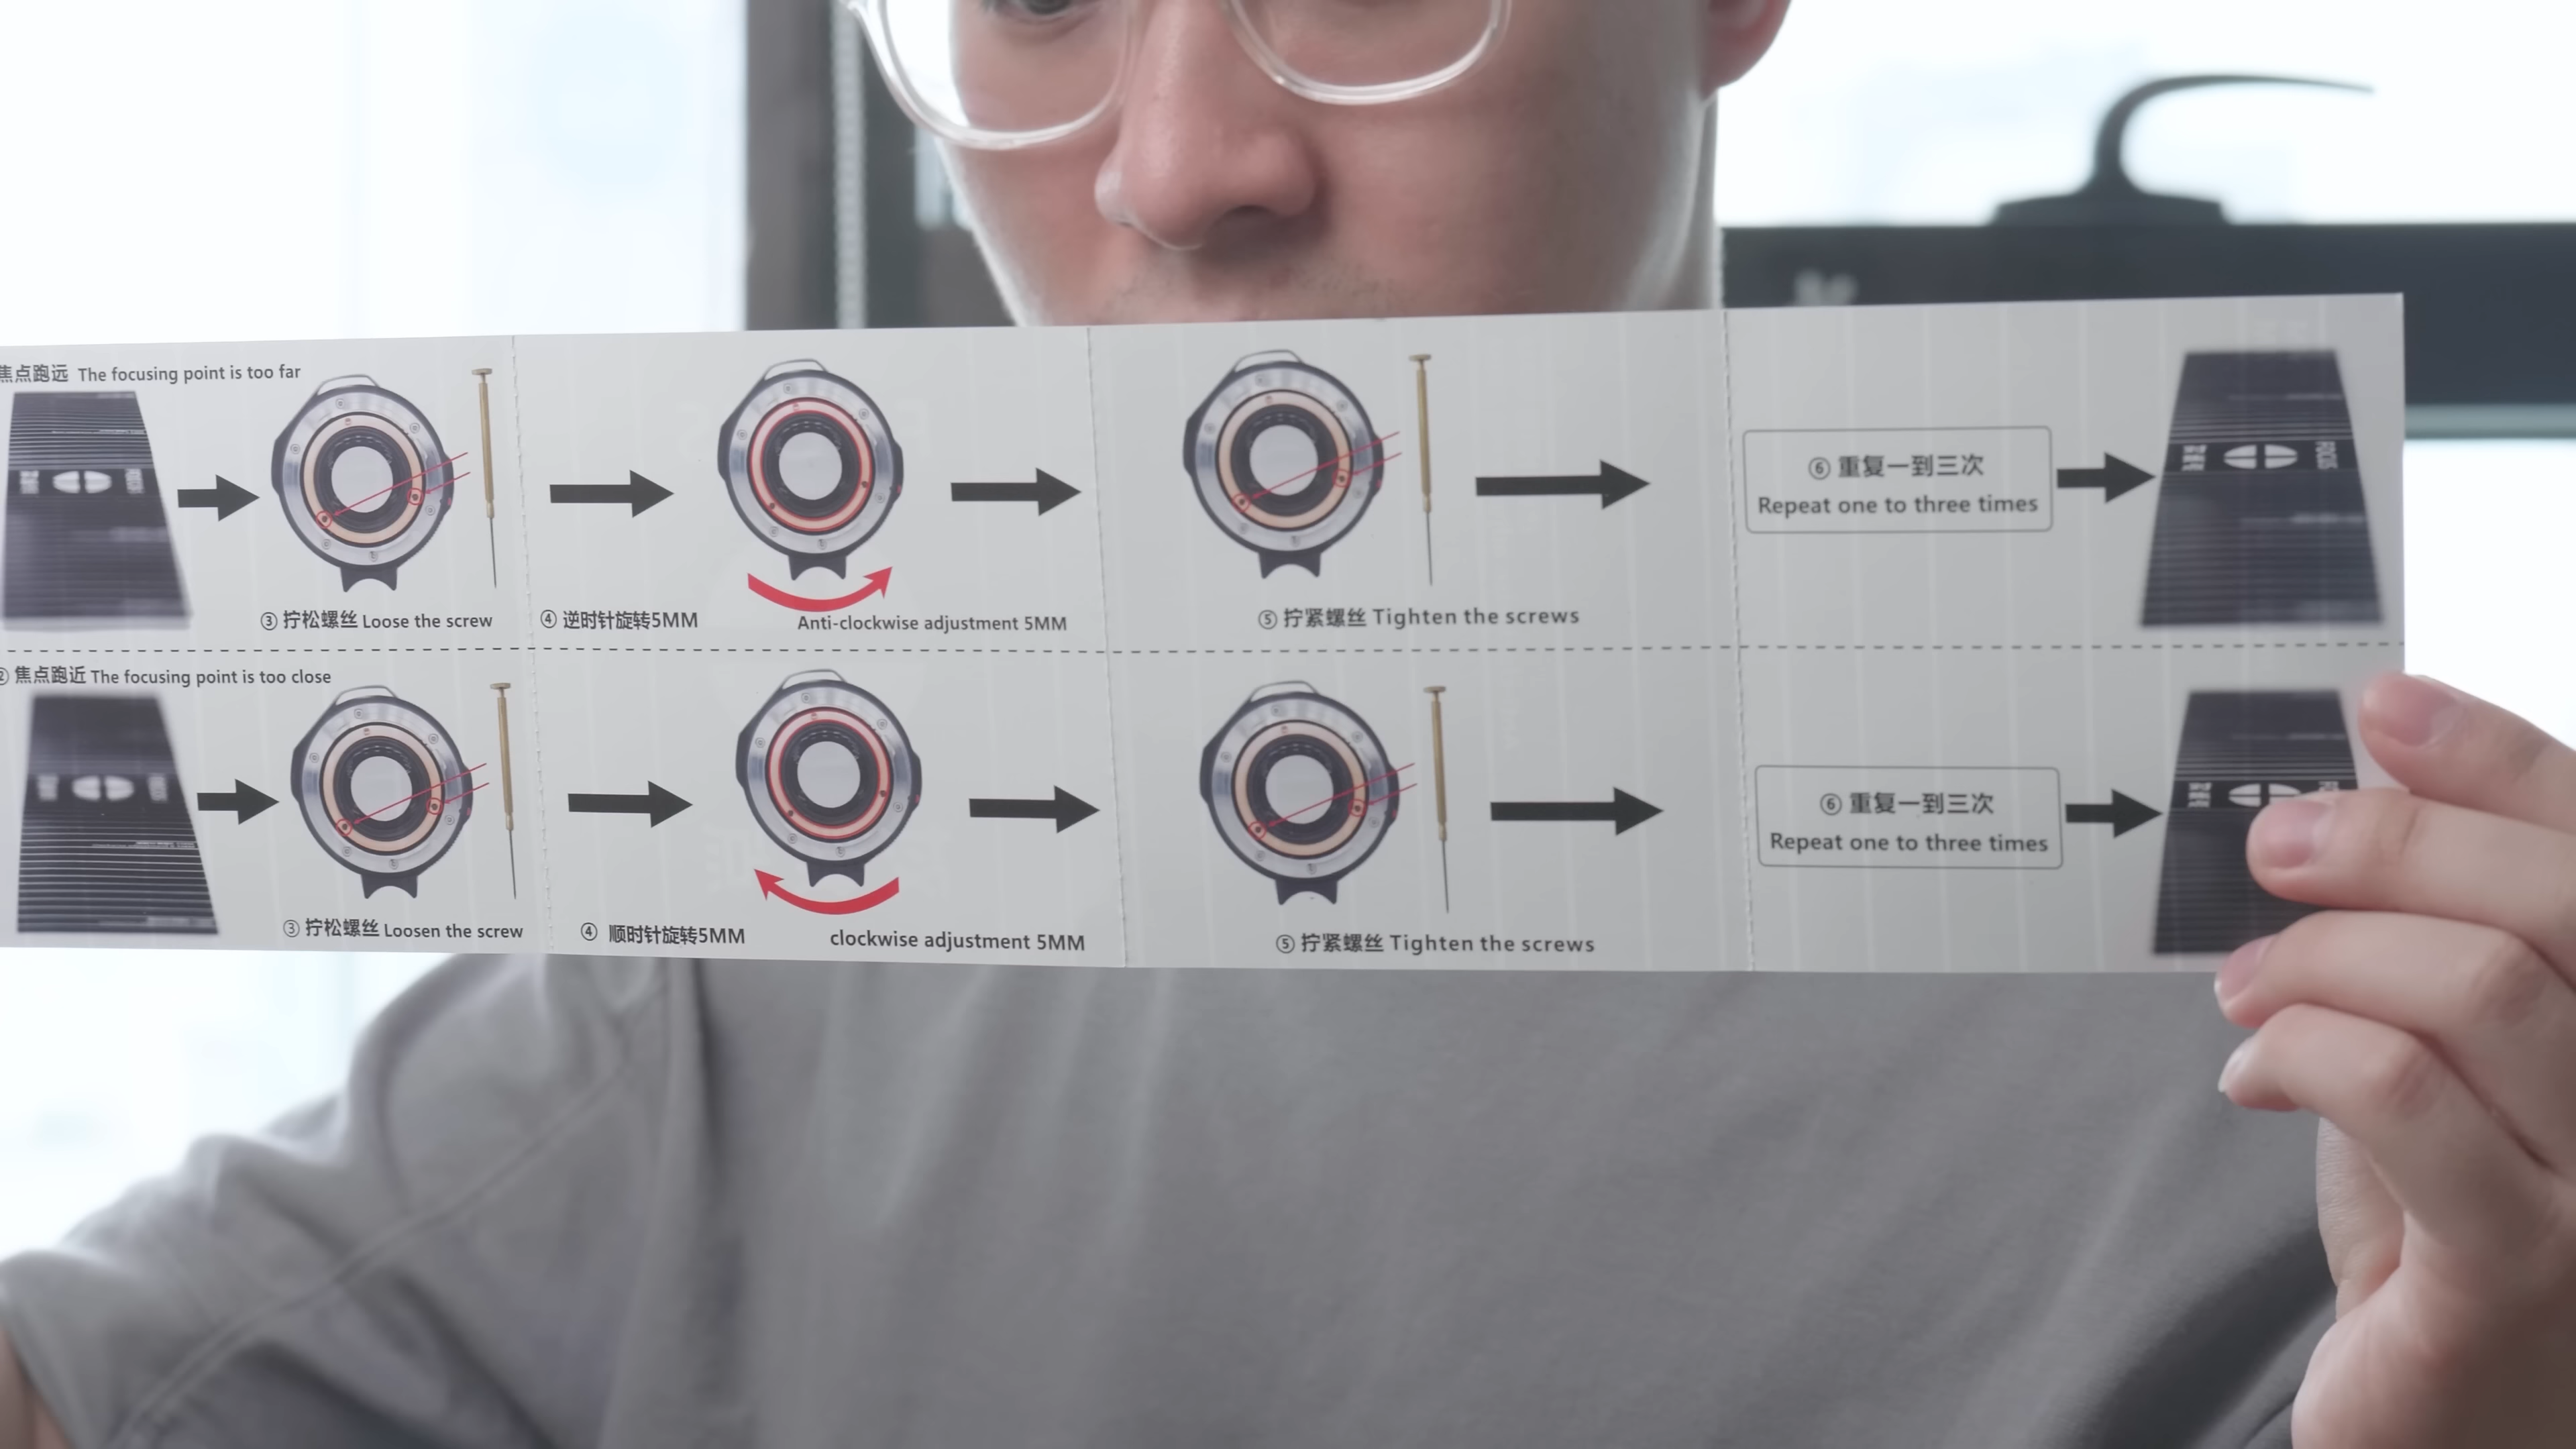 焦点跑远 The focusing point is too far
FOCUS
③ 拧松螺丝 Loose the screw
④ 逆时针旋转5MM
Anti-clockwise adjustment 5MM
⑤ 拧紧螺丝 Tighten the screws
⑥ 重复一到三次
Repeat one to three times
FOCUS
② 焦点跑近 The focusing point is too close
③ 拧松螺丝 Loosen the screw
④ 顺时针旋转5MM
clockwise adjustment 5MM
⑤ 拧紧螺丝 Tighten the screws
⑥ 重复一到三次
Repeat one to three times